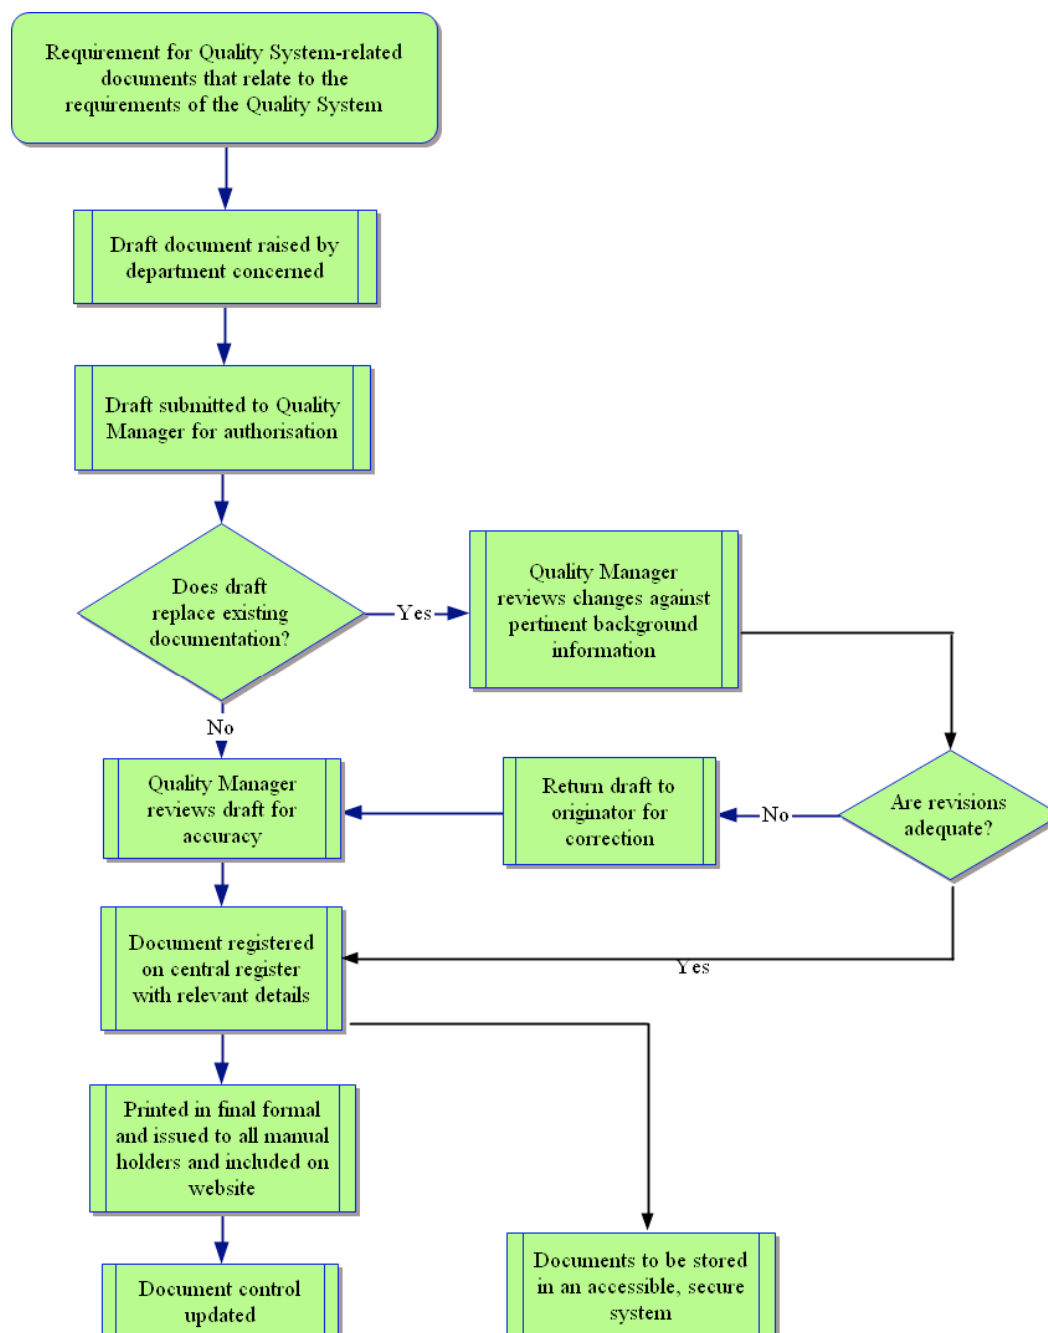 Requirement for Quality System-related
documents that relate to the
requirements of the Quality System
Draft document raised by
department concerned
Draft submitted to Quality
Manager for authorisation
Does draft
replace existing
documentation?
Yes
Quality Manager
reviews changes against
pertinent background
information
No
Quality Manager
reviews draft for
accuracy
Return draft to
originator for
correction
No
Are revisions
adequate?
Document registered
on central register
with relevant details
Yes
Printed in final formal
and issued to all manual
holders and included on
website
Document control
updated
Documents to be stored
in an accessible, secure
system